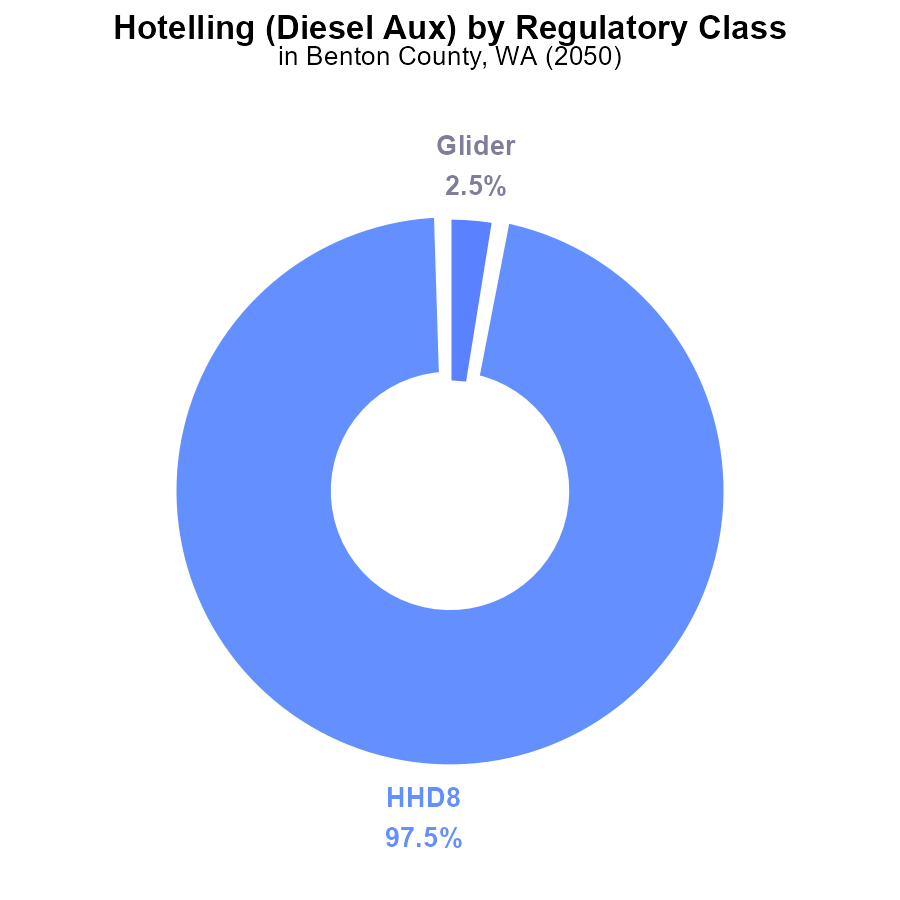 Hotelling (Diesel Aux) by Regulatory Class
in Benton County, WA (2050)
Glider
2.5%
HHD8
97.5%